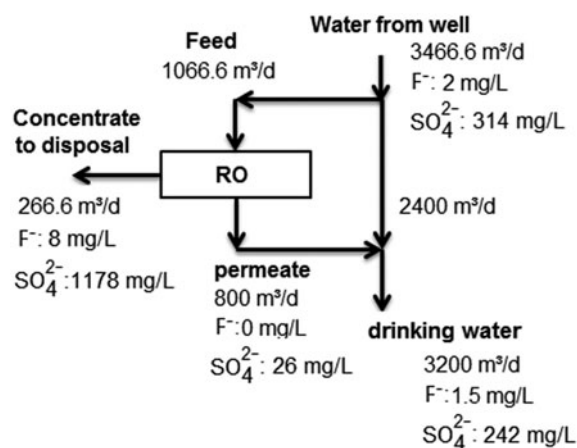 Water from well
3466.6 m³/d
F⁻: 2 mg/L
SO₄²⁻: 314 mg/L
Feed
1066.6 m³/d
Concentrate
to disposal
266.6 m³/d
F⁻: 8 mg/L
SO₄²⁻:1178 mg/L
RO
2400 m³/d
permeate
800 m³/d
F⁻:0 mg/L
SO₄²⁻: 26 mg/L
drinking water
3200 m³/d
F⁻:1.5 mg/L
SO₄²⁻: 242 mg/L